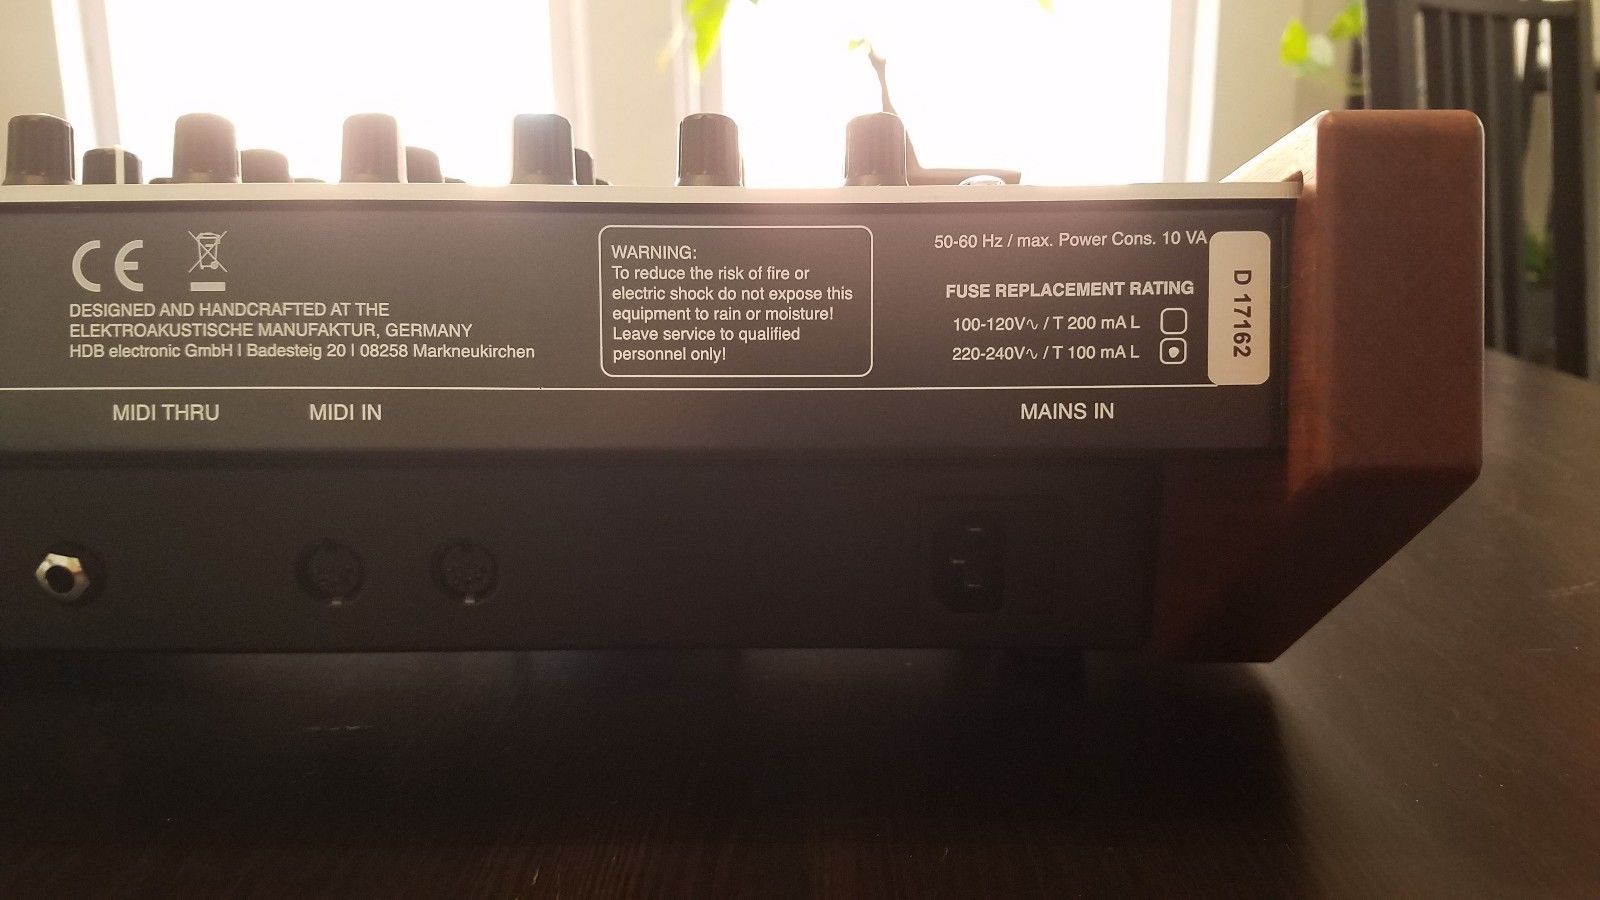 CE
DESIGNED AND HANDCRAFTED AT THE
ELEKTROAKUSTISCHE MANUFAKTUR, GERMANY
HDB electronic GmbH I Badesteig 20 I 08258 Markneukirchen
WARNING:
To reduce the risk of fire or
electric shock do not expose this
equipment to rain or moisture!
Leave service to qualified
personnel only!
50-60 Hz / max. Power Cons. 10 VA
FUSE REPLACEMENT RATING
100-120V∿ / T 200 mA L
220-240V∿ / T 100 mA L
D 17162
MIDI THRU
MIDI IN
MAINS IN